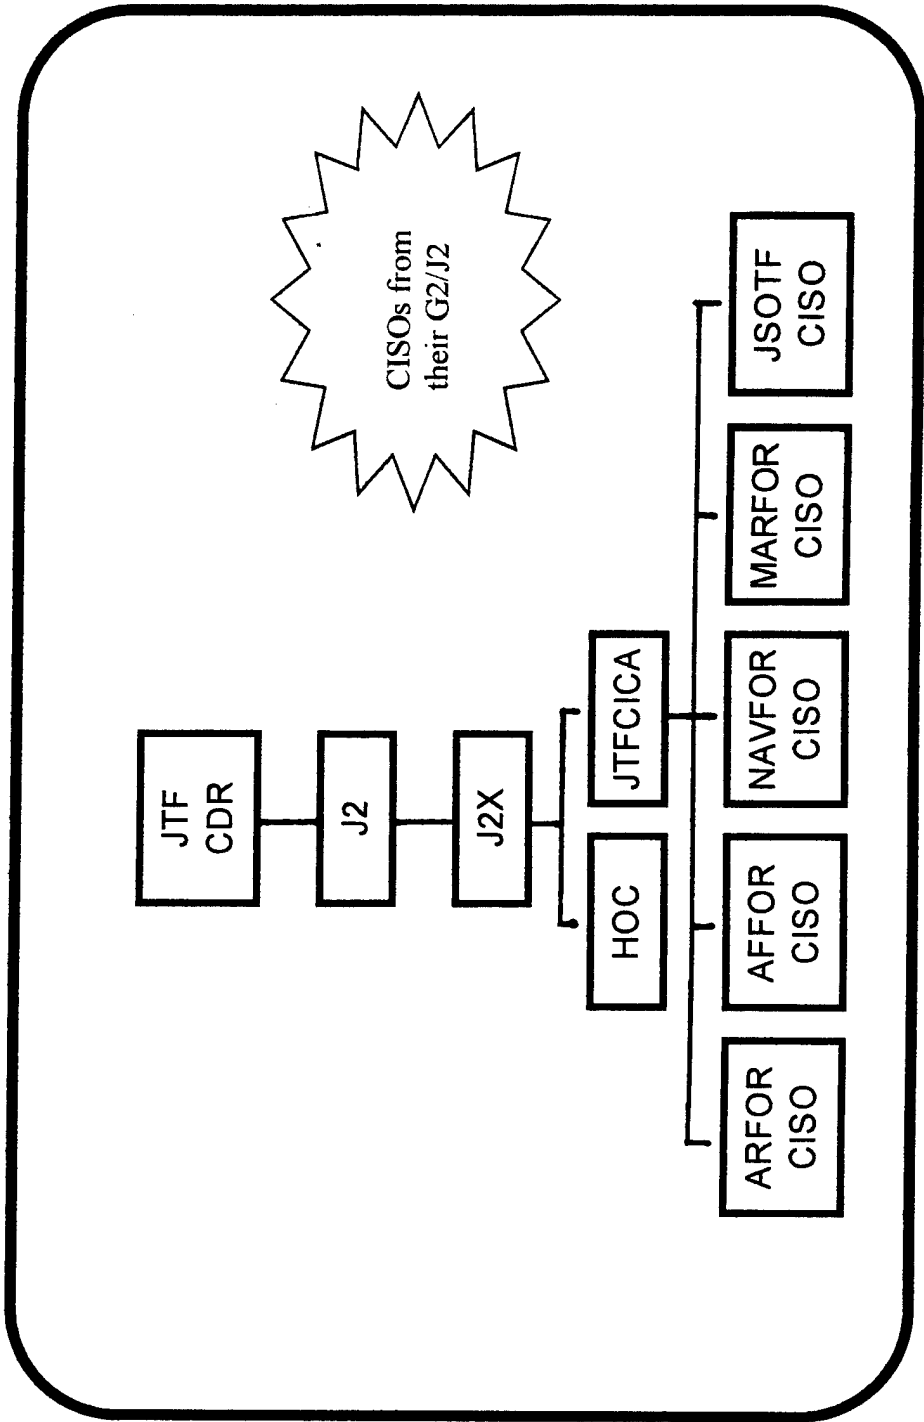 JTF
CDR
J2
J2X
HOC
JTFCICA
ARFOR
CISO
AFFOR
CISO
NAVFOR
CISO
MARFOR
CISO
JSOTF
CISO
CISOs from
their G2/J2